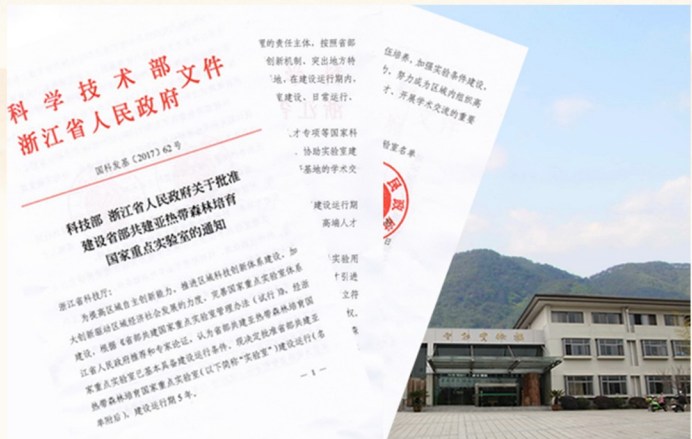 科学技术部
浙江省人民政府
文件
国科发基〔2017〕62号
科技部 浙江省人民政府关于批准
建设省部共建亚热带森林培育
国家重点实验室的通知
浙江省科技厅:
为提高区域自主创新能力,推进区域科技创新体系建设,加
大创新驱动区域经济社会发展的力度,完善国家重点实验室体系
建设,根据《省部共建国家重点实验室管理办法(试行)》,经浙
江省人民政府推荐和专家论证,认为省部共建亚热带森林培育国
家重点实验室已基本具备建设运行条件,现决定批准省部共建亚
热带森林培育国家重点实验室(以下简称“实验室”)建设运行(名
单附后),建设运行期5年。
— 1 —
的责任主体,按照省部
创新机制、突出地方特
地,在建设运行期内,
室建设、日常运行、
人才专项等国家科
、协助实验室建
基地的学术交
建设运行期
高端人才
实验周
才引进
立符
权,
住培养,加强实验条件建设,
力,努力成为区域内组织高
才、开展学术交流的重要
验室名单
日